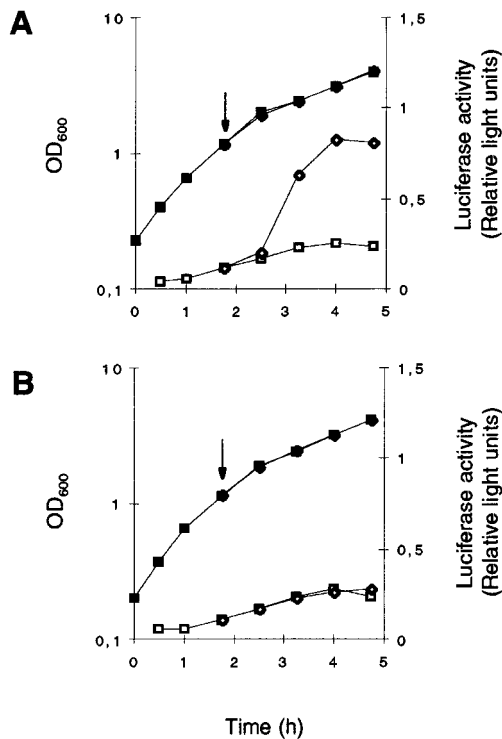 A
10
1
0,1
OD600
0 1 2 3 4 5
1,5
1
0,5
0
Luciferase activity
(Relative light units)
B
10
1
0,1
OD600
0 1 2 3 4 5
1,5
1
0,5
0
Luciferase activity
(Relative light units)
Time (h)